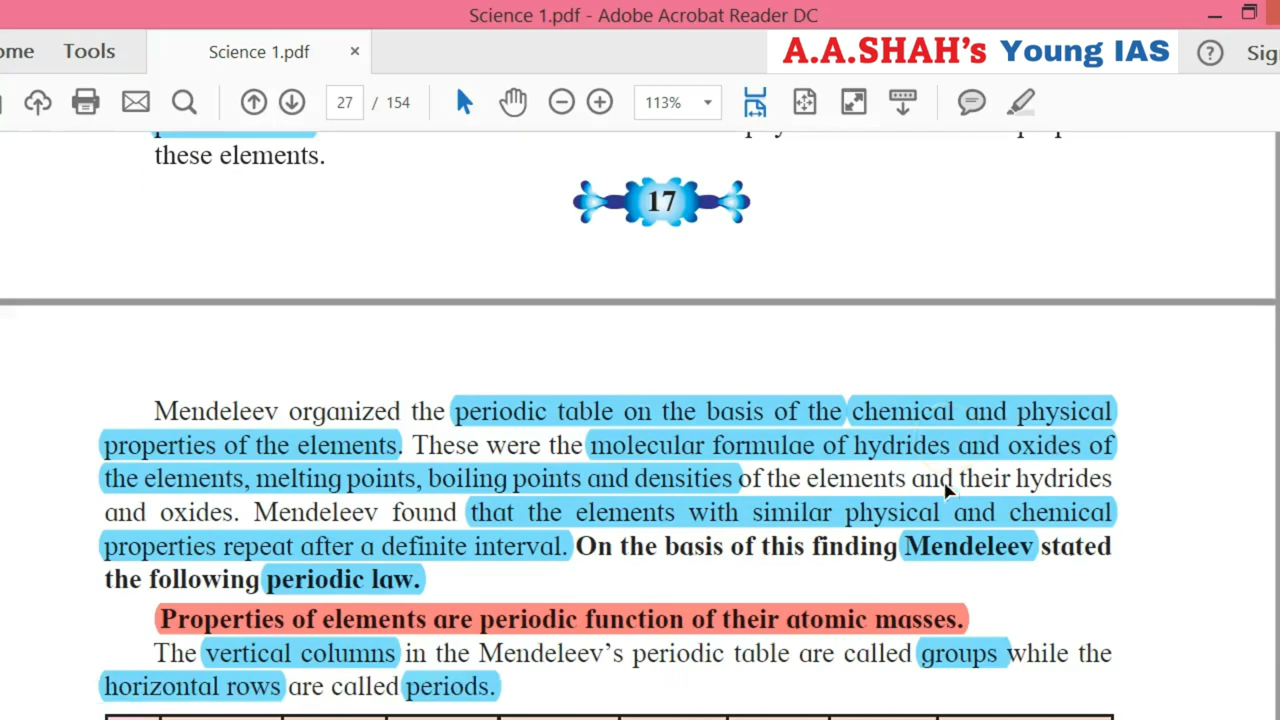 Science 1.pdf - Adobe Acrobat Reader DC
ome Tools Science 1.pdf × A.A.SHAH's Young IAS ? Sig
27 / 154 113%
these elements.
17
Mendeleev organized the periodic table on the basis of the chemical and physical
properties of the elements. These were the molecular formulae of hydrides and oxides of
the elements, melting points, boiling points and densities of the elements and their hydrides
and oxides. Mendeleev found that the elements with similar physical and chemical
properties repeat after a definite interval. On the basis of this finding Mendeleev stated
the following periodic law.
Properties of elements are periodic function of their atomic masses.
The vertical columns in the Mendeleev's periodic table are called groups while the
horizontal rows are called periods.